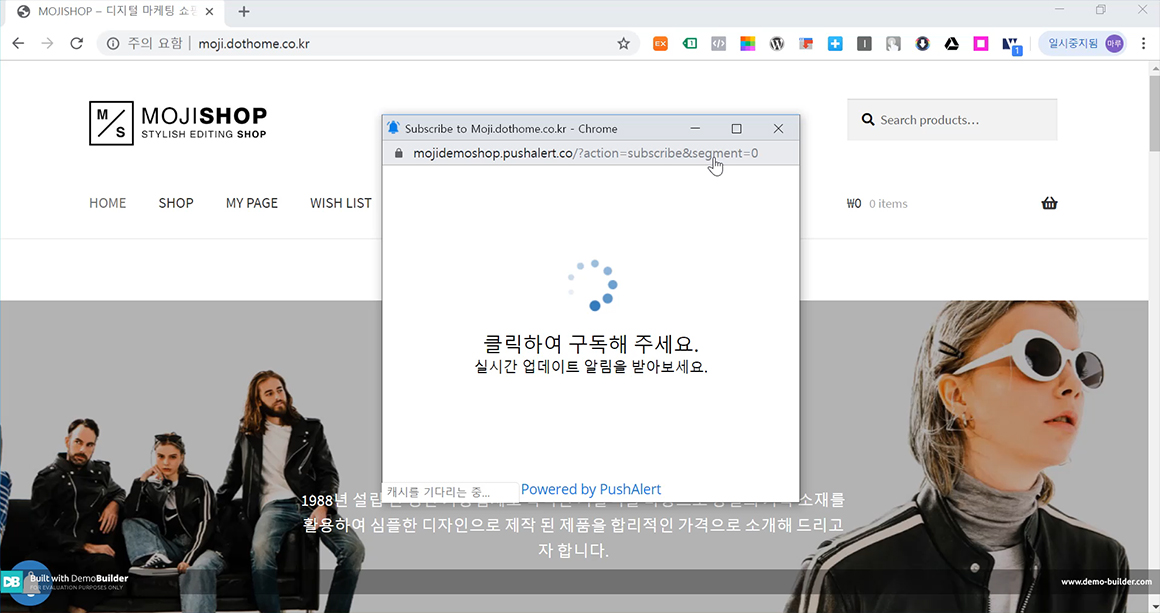 MOJISHOP – 디지털 마케팅 쇼핑
주의 요함 | moji.dothome.co.kr
EX
1
일시중지됨 마루
1
M S
MOJISHOP
STYLISH EDITING SHOP
Search products...
HOME SHOP MY PAGE WISH LIST
₩0 0 items
Subscribe to Moji.dothome.co.kr - Chrome
mojidemoshop.pushalert.co/?action=subscribe&segment=0
클릭하여 구독해 주세요.
실시간 업데이트 알림을 받아보세요.
캐시를 기다리는 중...
Powered by PushAlert
1988년 설립 소재를
활용하여 심플한 디자인으로 제작 된 제품을 합리적인 가격으로 소개해 드리고
자 합니다.
DB
Built with DemoBuilder
FOR EVALUATION PURPOSES ONLY
www.demo-builder.com